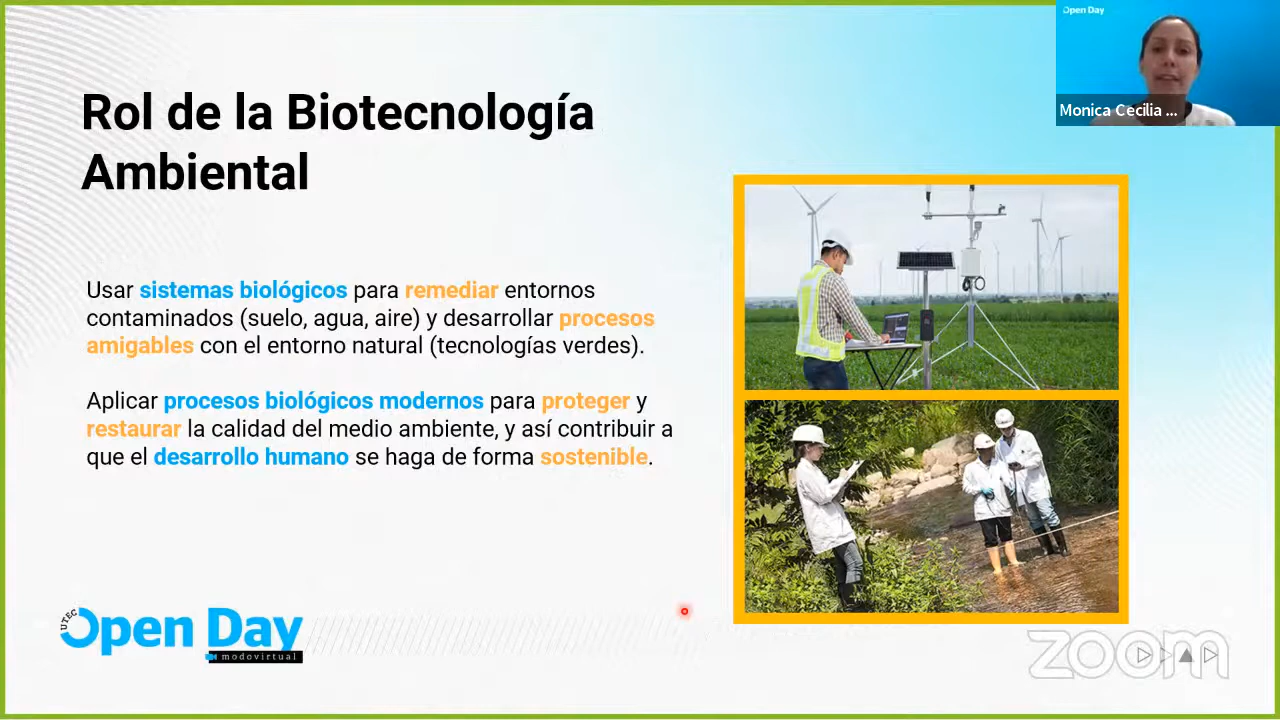 Open Day
Monica Cecilia ...
Rol de la Biotecnología
Ambiental
Usar sistemas biológicos para remediar entornos
contaminados (suelo, agua, aire) y desarrollar procesos
amigables con el entorno natural (tecnologías verdes).
Aplicar procesos biológicos modernos para proteger y
restaurar la calidad del medio ambiente, y así contribuir a
que el desarrollo humano se haga de forma sostenible.
UTEC
Open Day
modovirtual
zoom